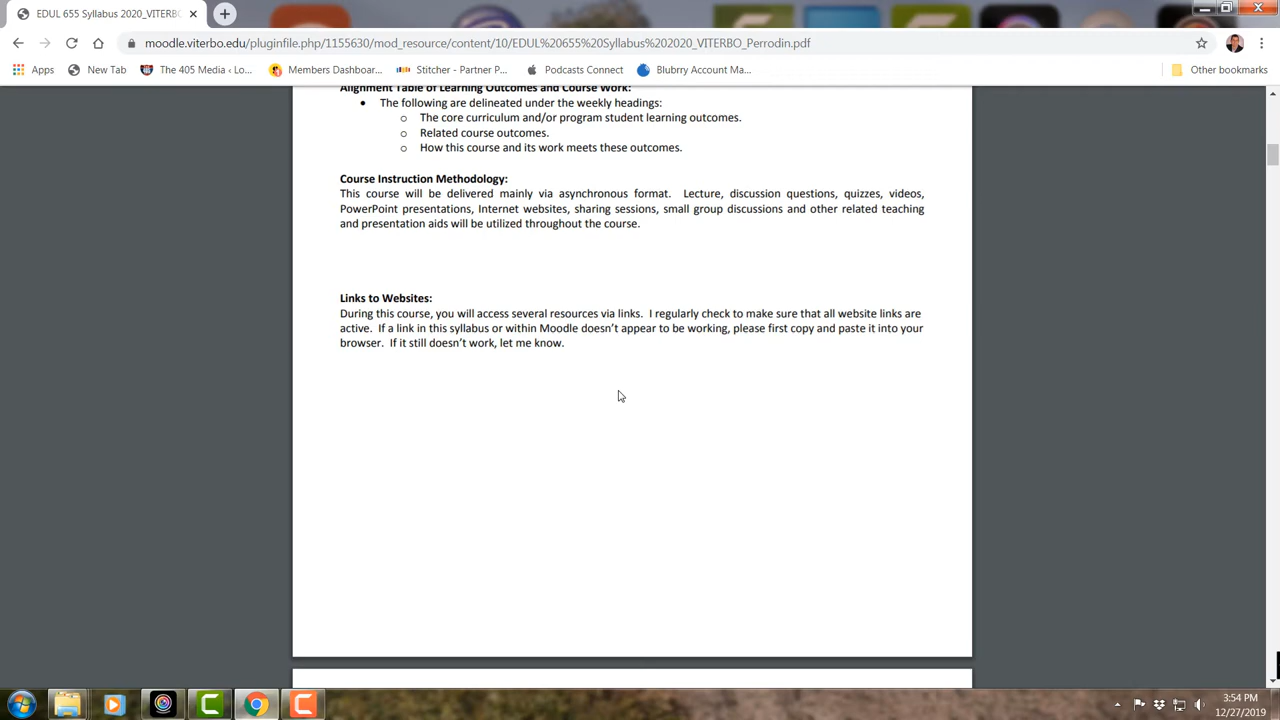 EDUL 655 Syllabus 2020_VITERBO
moodle.viterbo.edu/pluginfile.php/1155630/mod_resource/content/10/EDUL%20655%20Syllabus%202020_VITERBO_Perrodin.pdf
Apps New Tab The 405 Media ‹ Lo... Members Dashboar... Stitcher - Partner P... Podcasts Connect Blubrry Account Ma... Other bookmarks
Alignment Table of Learning Outcomes and Course Work:
• The following are delineated under the weekly headings:
o The core curriculum and/or program student learning outcomes.
o Related course outcomes.
o How this course and its work meets these outcomes.
Course Instruction Methodology:
This course will be delivered mainly via asynchronous format. Lecture, discussion questions, quizzes, videos,
PowerPoint presentations, Internet websites, sharing sessions, small group discussions and other related teaching
and presentation aids will be utilized throughout the course.
Links to Websites:
During this course, you will access several resources via links. I regularly check to make sure that all website links are
active. If a link in this syllabus or within Moodle doesn't appear to be working, please first copy and paste it into your
browser. If it still doesn't work, let me know.
3:54 PM
12/27/2019